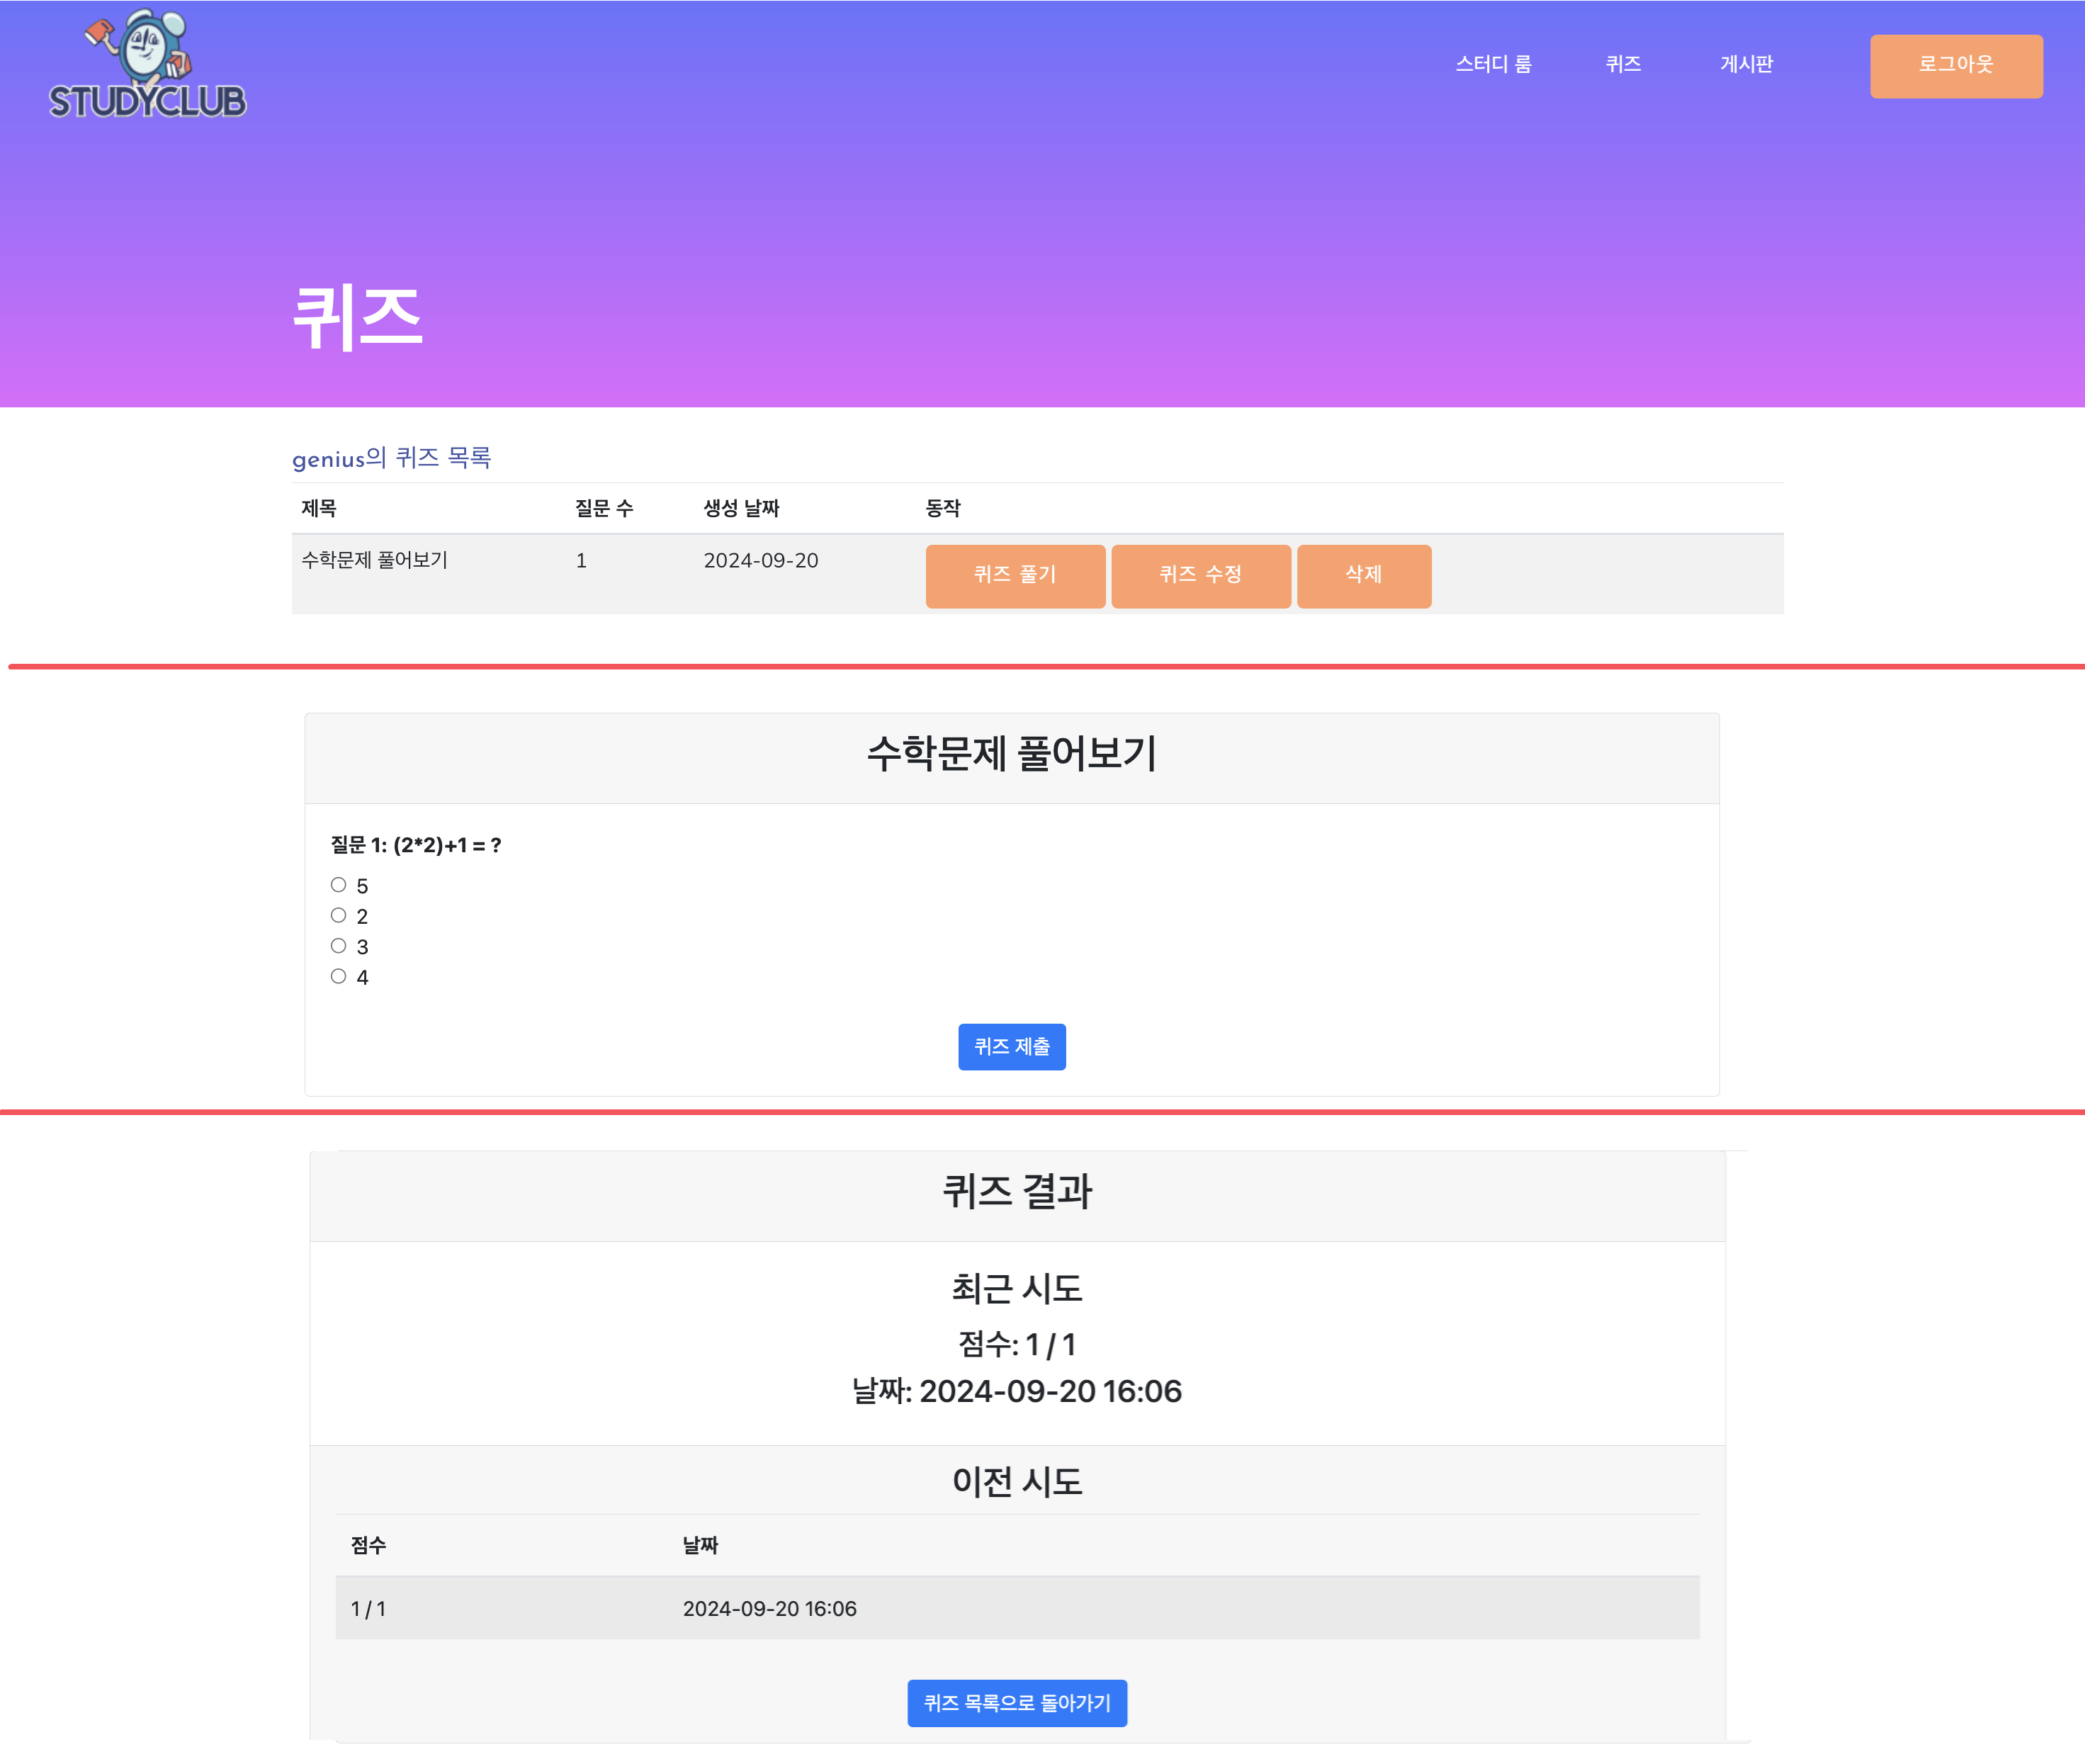 STUDYCLUB
스터디 룸 퀴즈 게시판 로그아웃
퀴즈
genius의 퀴즈 목록
제목 질문 수 생성 날짜 동작
수학문제 풀어보기 1 2024-09-20 퀴즈 풀기 퀴즈 수정 삭제
수학문제 풀어보기
질문 1: (2*2)+1 = ?
5
2
3
4
퀴즈 제출
퀴즈 결과
최근 시도
점수: 1 / 1
날짜: 2024-09-20 16:06
이전 시도
점수 날짜
1 / 1 2024-09-20 16:06
퀴즈 목록으로 돌아가기